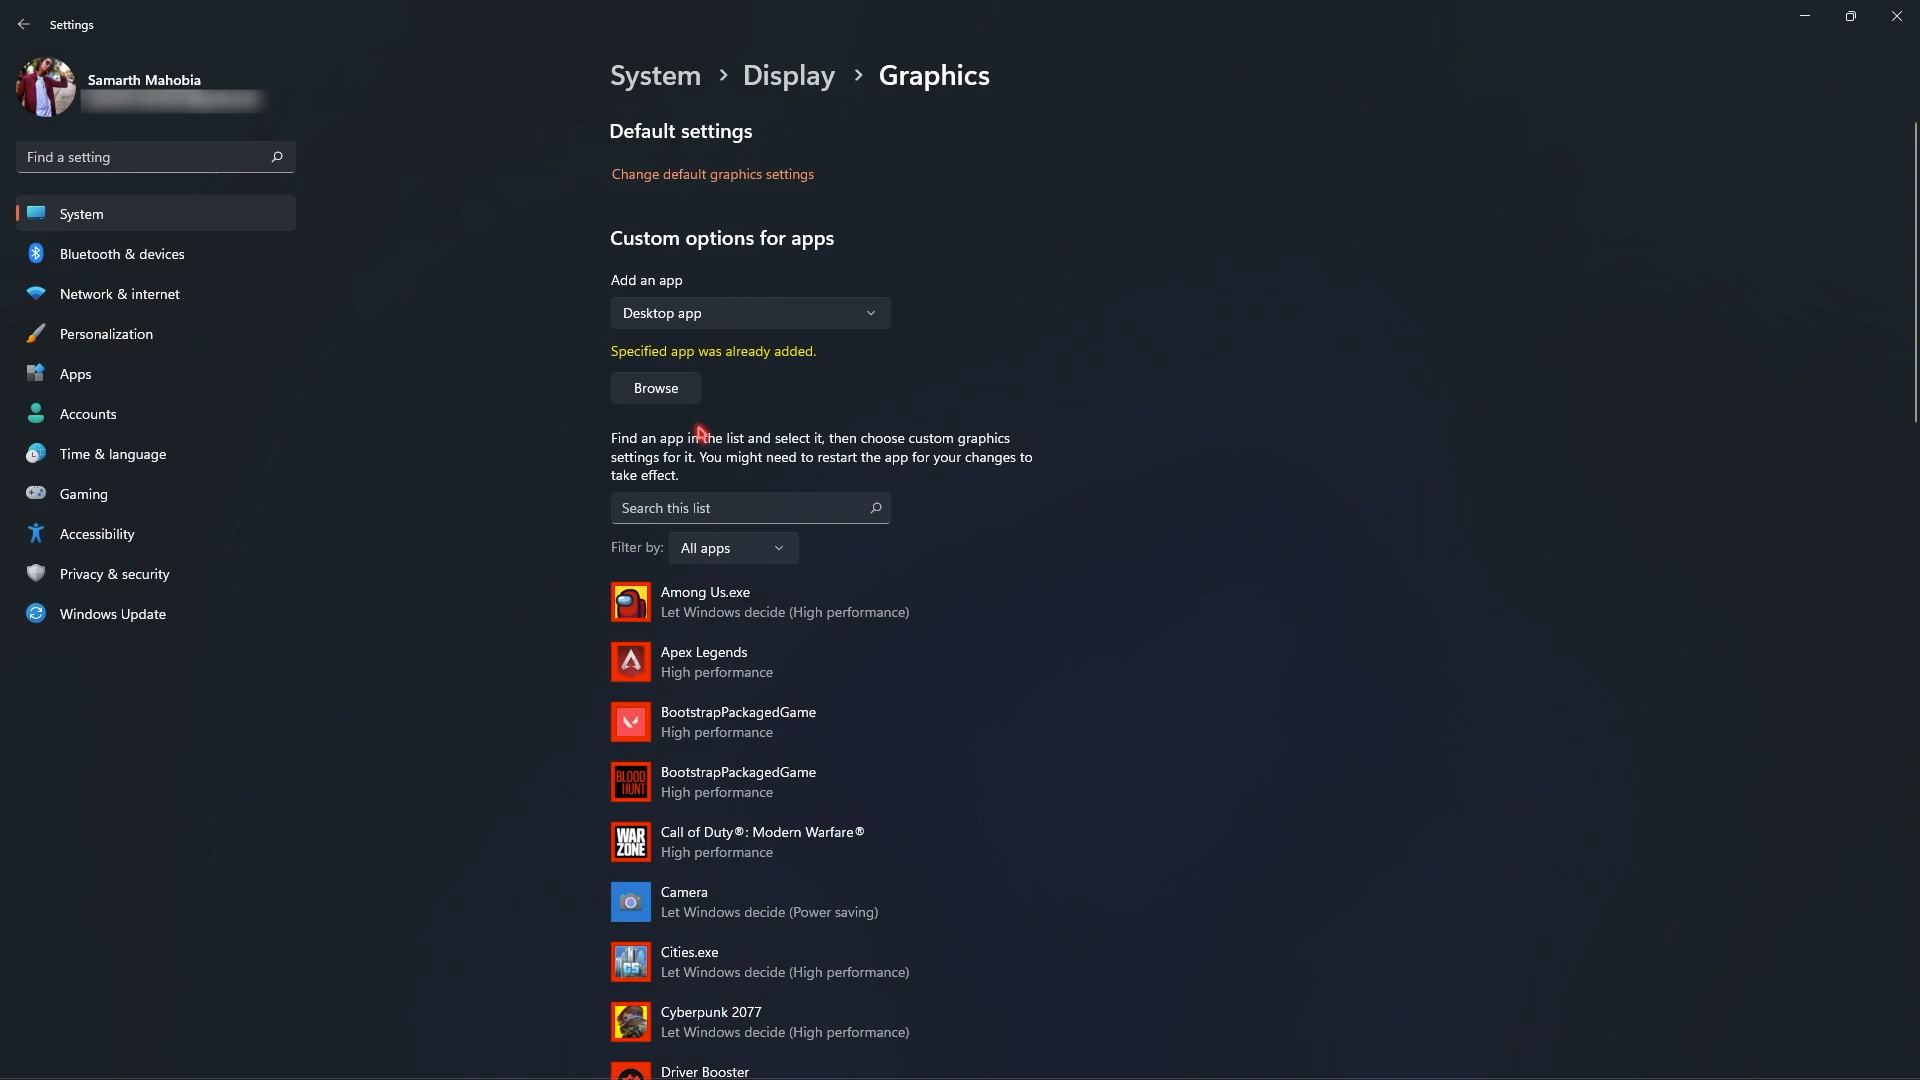 Settings
Samarth Mahobia
Find a setting
System
Bluetooth & devices
Network & internet
Personalization
Apps
Accounts
Time & language
Gaming
Accessibility
Privacy & security
Windows Update
System > Display > Graphics
Default settings
Change default graphics settings
Custom options for apps
Add an app
Desktop app
Specified app was already added.
Browse
Find an app in the list and select it, then choose custom graphics
settings for it. You might need to restart the app for your changes to
take effect.
Search this list
Filter by: All apps
Among Us.exe
Let Windows decide (High performance)
Apex Legends
High performance
BootstrapPackagedGame
High performance
BLOOD
HUNT
BootstrapPackagedGame
High performance
WAR
ZONE
Call of Duty®: Modern Warfare®
High performance
Camera
Let Windows decide (Power saving)
CS
Cities.exe
Let Windows decide (High performance)
Cyberpunk 2077
Let Windows decide (High performance)
Driver Booster